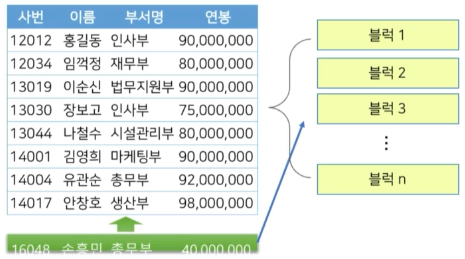 사번 이름 부서명 연봉
12012 홍길동 인사부 90,000,000
12034 임꺽정 재무부 80,000,000
13019 이순신 법무지원부 90,000,000
13030 장보고 인사부 75,000,000
13044 나철수 시설관리부 80,000,000
14001 김영희 마케팅부 90,000,000
14004 유관순 총무부 92,000,000
14017 안창호 생산부 98,000,000
16048 손흥민 총무부 40,000,000
블럭 1
블럭 2
블럭 3
⋮
블럭 n